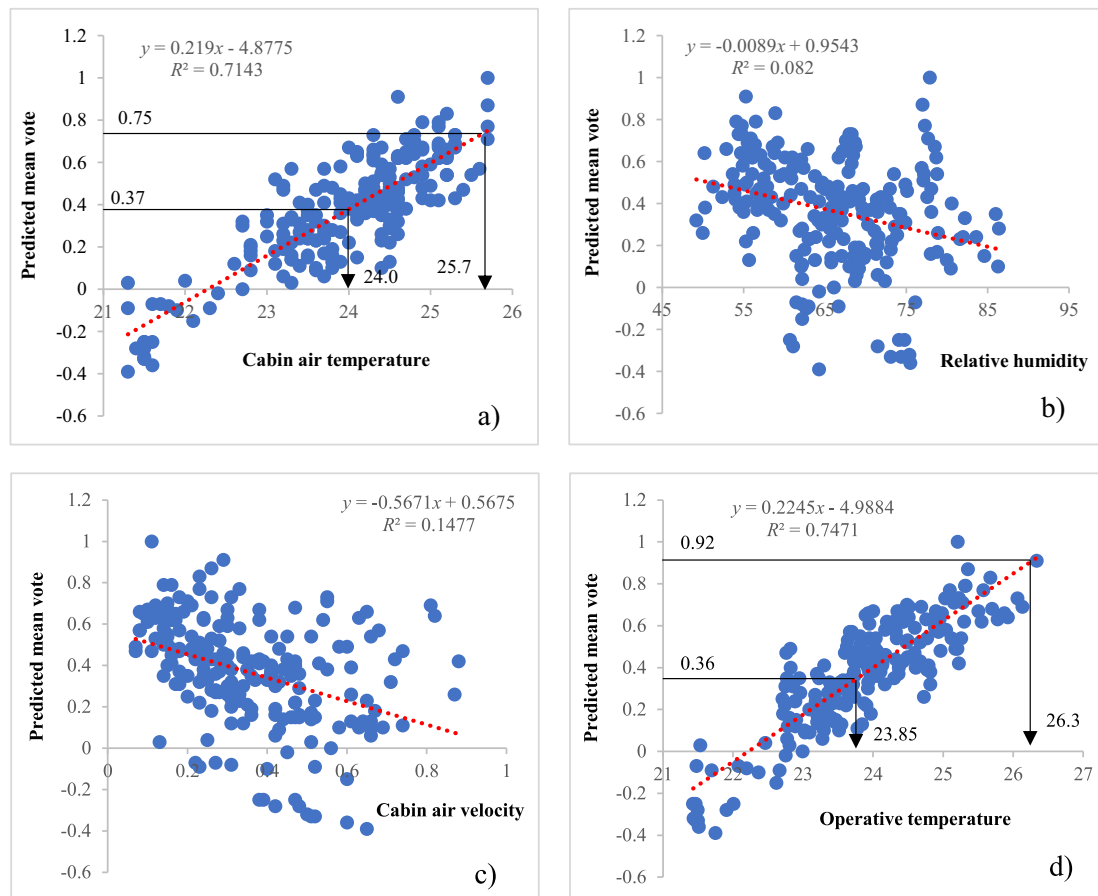 y = 0.219x - 4.8775
R² = 0.7143
Predicted mean vote
1.2
1
0.8
0.6
0.4
0.2
0
-0.2
-0.4
-0.6
0.75
0.37
24.0
25.7
21 22 23 24 25 26
Cabin air temperature
a)
y = -0.0089x + 0.9543
R² = 0.082
Predicted mean vote
1.2
1
0.8
0.6
0.4
0.2
0
-0.2
-0.4
-0.6
45 55 65 75 85 95
Relative humidity
b)
y = -0.5671x + 0.5675
R² = 0.1477
Predicted mean vote
1.2
1
0.8
0.6
0.4
0.2
0
-0.2
-0.4
-0.6
0 0.2 0.4 0.6 0.8 1
Cabin air velocity
c)
y = 0.2245x - 4.9884
R² = 0.7471
Predicted mean vote
1.2
1
0.8
0.6
0.4
0.2
0
-0.2
-0.4
-0.6
0.92
0.36
23.85
26.3
21 22 23 24 25 26 27
Operative temperature
d)